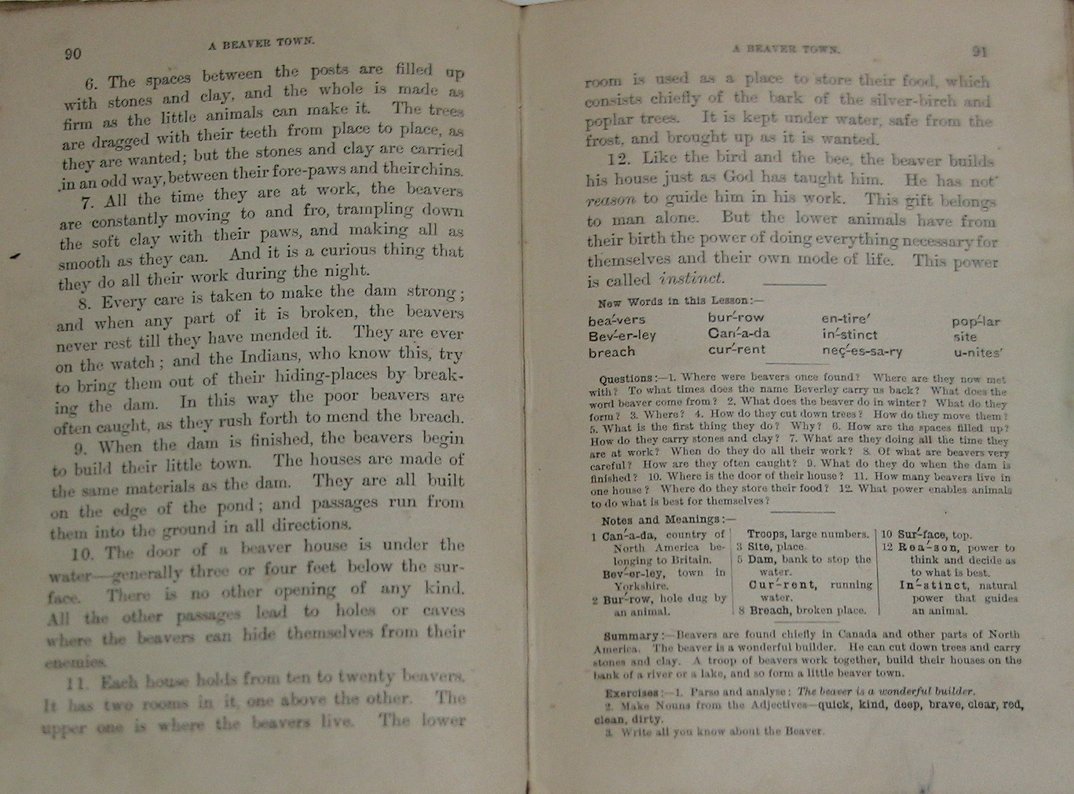 90
A BEAVER TOWN.
6. The spaces between the posts are filled up
with stones and clay, and the whole is made as
firm as the little animals can make it. The trees
are dragged with their teeth from place to place, as
they are wanted; but the stones and clay are carried
in an odd way, between their fore-paws and their chins.
7. All the time they are at work, the beavers
are constantly moving to and fro, trampling down
the soft clay with their paws, and making all as
smooth as they can. And it is a curious thing that
they do all their work during the night.
8. Every care is taken to make the dam strong;
and when any part of it is broken, the beavers
never rest till they have mended it. They are ever
on the watch; and the Indians, who know this, try
to bring them out of their hiding-places by break-
ing the dam. In this way the poor beavers are
often caught, as they rush forth to mend the breach.
9. When the dam is finished, the beavers begin
to build their little town. The houses are made of
the same materials as the dam. They are all built
on the edge of the pond; and passages run from
them into the ground in all directions.
10. The door of a beaver house is under the
water—generally three or four feet below the sur-
face. There is no other opening of any kind.
All the other passages lead to holes or caves
where the beavers can hide themselves from their
enemies.
11. Each house holds from ten to twenty beavers.
It has two rooms in it, one above the other. The
upper one is where the beavers live. The lower
A BEAVER TOWN.
91
room is used as a place to store their food, which
consists chiefly of the bark of the silver-birch and
poplar trees. It is kept under water, safe from the
frost, and brought up as it is wanted.
12. Like the bird and the bee, the beaver builds
his house just as God has taught him. He has not
reason to guide him in his work. This gift belongs
to man alone. But the lower animals have from
their birth the power of doing everything necessary for
themselves and their own mode of life. This power
is called instinct.
New Words in this Lesson:—
bea´-vers bur´-row en-tire´ pop´-lar
Bev´-er-ley Can´-a-da in´-stinct site
breach cur´-rent neç´-es-sa-ry u-nites´
Questions:—1. Where were beavers once found? Where are they now met
with? To what times does the name Beverley carry us back? What does the
word beaver come from? 2. What does the beaver do in winter? What do they
form? 3. Where? 4. How do they cut down trees? How do they move them?
5. What is the first thing they do? Why? 6. How are the spaces filled up?
How do they carry stones and clay? 7. What are they doing all the time they
are at work? When do they do all their work? 8. Of what are beavers very
careful? How are they often caught? 9. What do they do when the dam is
finished? 10. Where is the door of their house? 11. How many beavers live in
one house? Where do they store their food? 12. What power enables animals
to do what is best for themselves?
Notes and Meanings:—
1 Can´-a-da, country of
North America be-
longing to Britain.
Bev´-er-ley, town in
Yorkshire.
2 Bur´-row, hole dug by
an animal.
Troops, large numbers.
3 Site, place.
5 Dam, bank to stop the
water.
Cur´-rent, running
water.
8 Breach, broken place.
10 Sur´-face, top.
12 Rea´-son, power to
think and decide as
to what is best.
In´-stinct, natural
power that guides
an animal.
Summary:—Beavers are found chiefly in Canada and other parts of North
America. The beaver is a wonderful builder. He can cut down trees and carry
stones and clay. A troop of beavers work together, build their houses on the
bank of a river or a lake, and so form a little beaver town.
Exercises:—1. Parse and analyse: The beaver is a wonderful builder.
2. Make Nouns from the Adjectives—quick, kind, deep, brave, clear, red,
clean, dirty.
3. Write all you know about the Beaver.